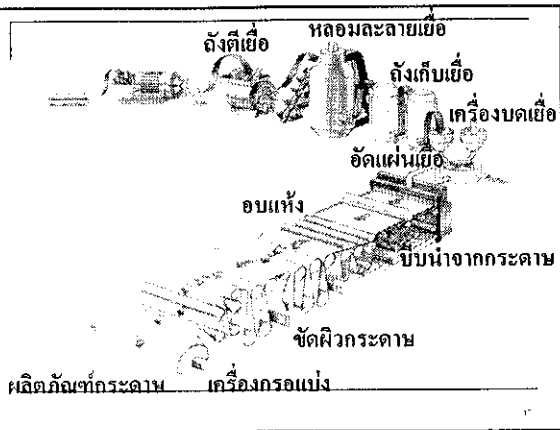 หลอมละลายเยื่อ
ถังตีเยื่อ
ถังเก็บเยื่อ
เครื่องบดเยื่อ
อัดแผ่นเยื่อ
อบแห้ง
บีบน้ำจากกระดาษ
ขัดผิวกระดาษ
ผลิตภัณฑ์กระดาษ เครื่องกรอแบ่ง